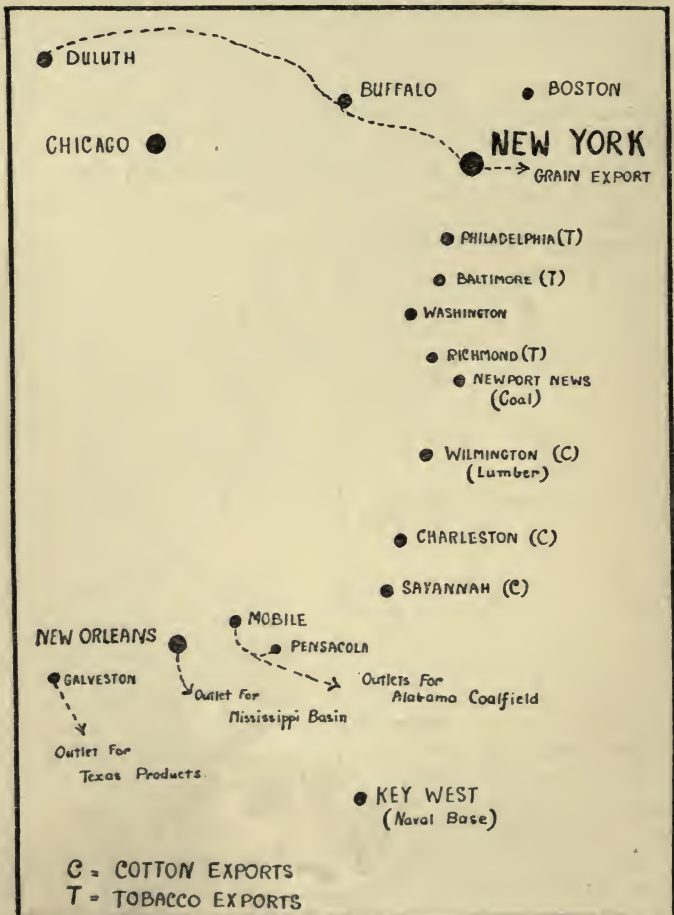 DULUTH
BUFFALO
BOSTON
CHICAGO
NEW YORK
GRAIN EXPORT
PHILADELPHIA (T)
BALTIMORE (T)
WASHINGTON
RICHMOND (T)
NEWPORT NEWS
(Coal)
WILMINGTON (C)
(Lumber)
CHARLESTON (C)
SAVANNAH (C)
MOBILE
NEW ORLEANS
PENSACOLA
GALVESTON
Outlets For
Alabama Coalfield
Outlet For
Mississippi Basin
Outlet For
Texas Products.
KEY WEST
(Naval Base)
C = COTTON EXPORTS
T = TOBACCO EXPORTS